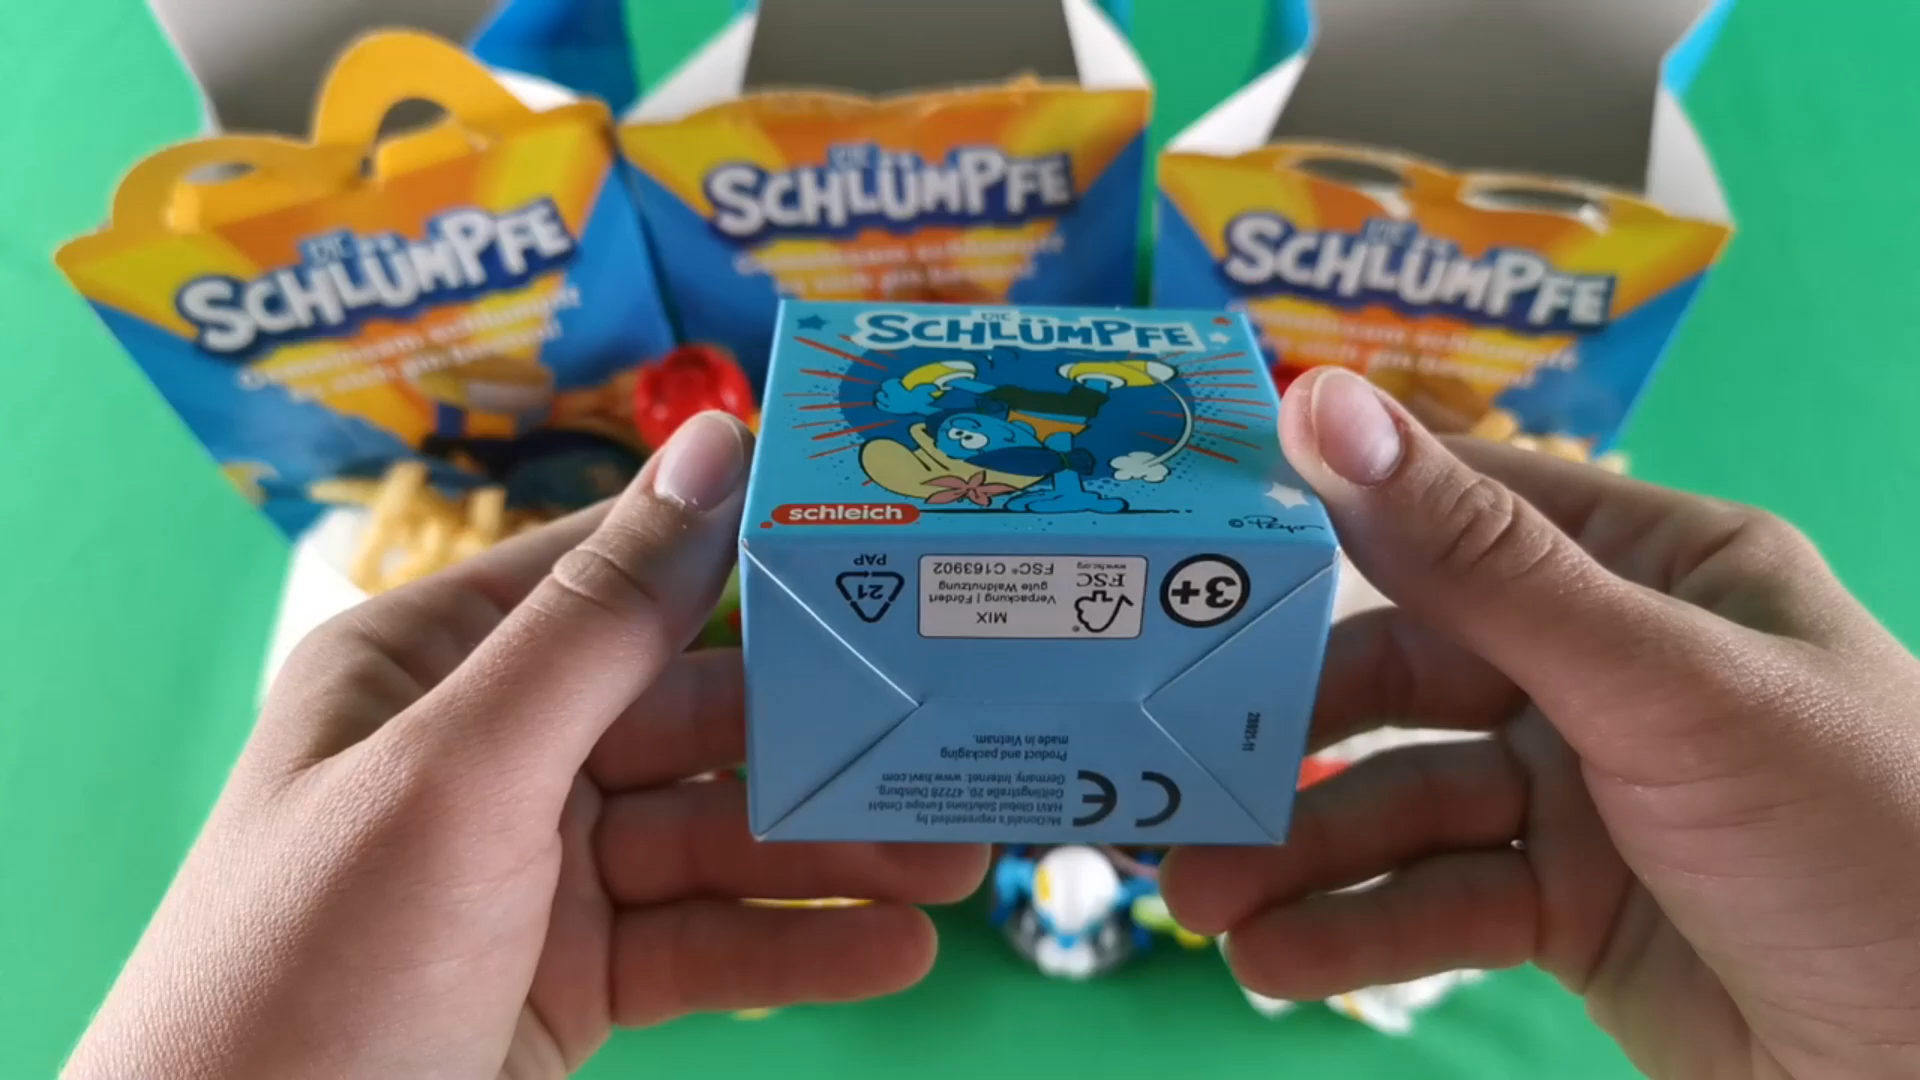 DIE
SCHLÜMPFE
DIE
SCHLÜMPFE
DIE
SCHLÜMPFE
DIE
SCHLÜMPFE
schleich
© Peyo
3+
FSC
www.fsc.org
MIX
Verpackung | Fördert
gute Waldnutzung
FSC® C163902
21
PAP
CE
McDonald's represented by
HAVI Global Solutions Europe GmbH
Geitlingstraße 20, 47228 Duisburg,
Germany. Internet: www.havi.com
Product and packaging
made in Vietnam.